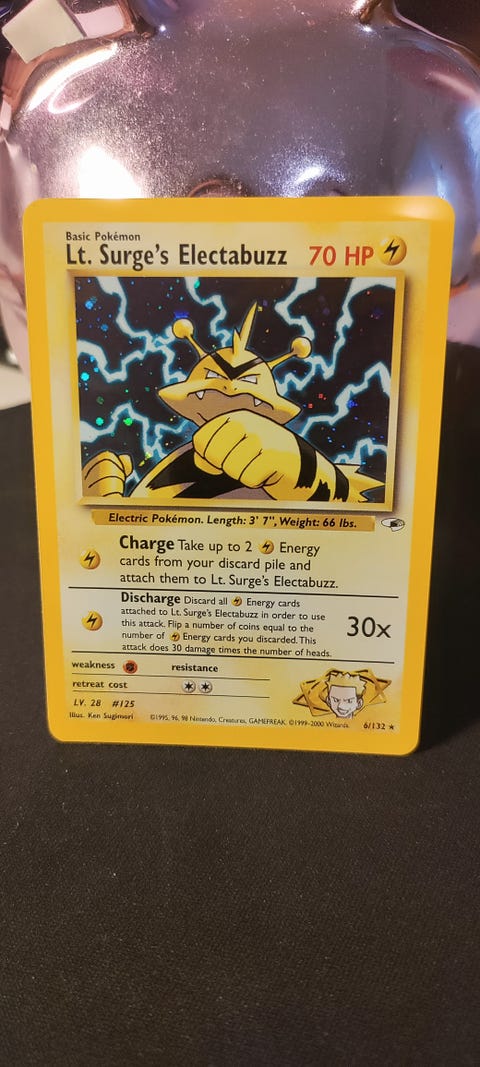 Basic Pokémon
Lt. Surge's Electabuzz 70 HP
Electric Pokémon. Length: 3' 7", Weight: 66 lbs.
Charge Take up to 2 Energy
cards from your discard pile and
attach them to Lt. Surge's Electabuzz.
Discharge Discard all Energy cards
attached to Lt. Surge's Electabuzz in order to use
this attack. Flip a number of coins equal to the
number of Energy cards you discarded. This
attack does 30 damage times the number of heads.
30x
weakness resistance
retreat cost
LV. 28 #125
Illus. Ken Sugimori ©1995, 96, 98 Nintendo, Creatures, GAMEFREAK. ©1999-2000 Wizards. 6/132 ★